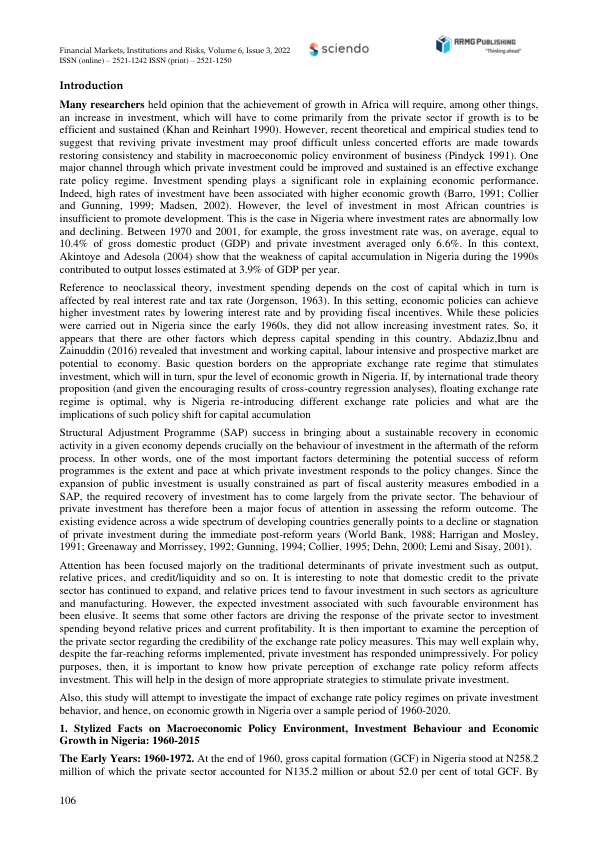 Financial Markets, Institutions and Risks, Volume 6, Issue 3, 2022
ISSN (online) – 2521-1242 ISSN (print) – 2521-1250
sciendo
ARMG PUBLISHING
"Thinking ahead"
Introduction
Many researchers held opinion that the achievement of growth in Africa will require, among other things,
an increase in investment, which will have to come primarily from the private sector if growth is to be
efficient and sustained (Khan and Reinhart 1990). However, recent theoretical and empirical studies tend to
suggest that reviving private investment may proof difficult unless concerted efforts are made towards
restoring consistency and stability in macroeconomic policy environment of business (Pindyck 1991). One
major channel through which private investment could be improved and sustained is an effective exchange
rate policy regime. Investment spending plays a significant role in explaining economic performance.
Indeed, high rates of investment have been associated with higher economic growth (Barro, 1991; Collier
and Gunning, 1999; Madsen, 2002). However, the level of investment in most African countries is
insufficient to promote development. This is the case in Nigeria where investment rates are abnormally low
and declining. Between 1970 and 2001, for example, the gross investment rate was, on average, equal to
10.4% of gross domestic product (GDP) and private investment averaged only 6.6%. In this context,
Akintoye and Adesola (2004) show that the weakness of capital accumulation in Nigeria during the 1990s
contributed to output losses estimated at 3.9% of GDP per year.
Reference to neoclassical theory, investment spending depends on the cost of capital which in turn is
affected by real interest rate and tax rate (Jorgenson, 1963). In this setting, economic policies can achieve
higher investment rates by lowering interest rate and by providing fiscal incentives. While these policies
were carried out in Nigeria since the early 1960s, they did not allow increasing investment rates. So, it
appears that there are other factors which depress capital spending in this country. Abdaziz,Ibnu and
Zainuddin (2016) revealed that investment and working capital, labour intensive and prospective market are
potential to economy. Basic question borders on the appropriate exchange rate regime that stimulates
investment, which will in turn, spur the level of economic growth in Nigeria. If, by international trade theory
proposition (and given the encouraging results of cross-country regression analyses), floating exchange rate
regime is optimal, why is Nigeria re-introducing different exchange rate policies and what are the
implications of such policy shift for capital accumulation
Structural Adjustment Programme (SAP) success in bringing about a sustainable recovery in economic
activity in a given economy depends crucially on the behaviour of investment in the aftermath of the reform
process. In other words, one of the most important factors determining the potential success of reform
programmes is the extent and pace at which private investment responds to the policy changes. Since the
expansion of public investment is usually constrained as part of fiscal austerity measures embodied in a
SAP, the required recovery of investment has to come largely from the private sector. The behaviour of
private investment has therefore been a major focus of attention in assessing the reform outcome. The
existing evidence across a wide spectrum of developing countries generally points to a decline or stagnation
of private investment during the immediate post-reform years (World Bank, 1988; Harrigan and Mosley,
1991; Greenaway and Morrissey, 1992; Gunning, 1994; Collier, 1995; Dehn, 2000; Lemi and Sisay, 2001).
Attention has been focused majorly on the traditional determinants of private investment such as output,
relative prices, and credit/liquidity and so on. It is interesting to note that domestic credit to the private
sector has continued to expand, and relative prices tend to favour investment in such sectors as agriculture
and manufacturing. However, the expected investment associated with such favourable environment has
been elusive. It seems that some other factors are driving the response of the private sector to investment
spending beyond relative prices and current profitability. It is then important to examine the perception of
the private sector regarding the credibility of the exchange rate policy measures. This may well explain why,
despite the far-reaching reforms implemented, private investment has responded unimpressively. For policy
purposes, then, it is important to know how private perception of exchange rate policy reform affects
investment. This will help in the design of more appropriate strategies to stimulate private investment.
Also, this study will attempt to investigate the impact of exchange rate policy regimes on private investment
behavior, and hence, on economic growth in Nigeria over a sample period of 1960-2020.
1. Stylized Facts on Macroeconomic Policy Environment, Investment Behaviour and Economic
Growth in Nigeria: 1960-2015
The Early Years: 1960-1972. At the end of 1960, gross capital formation (GCF) in Nigeria stood at N258.2
million of which the private sector accounted for N135.2 million or about 52.0 per cent of total GCF. By
106